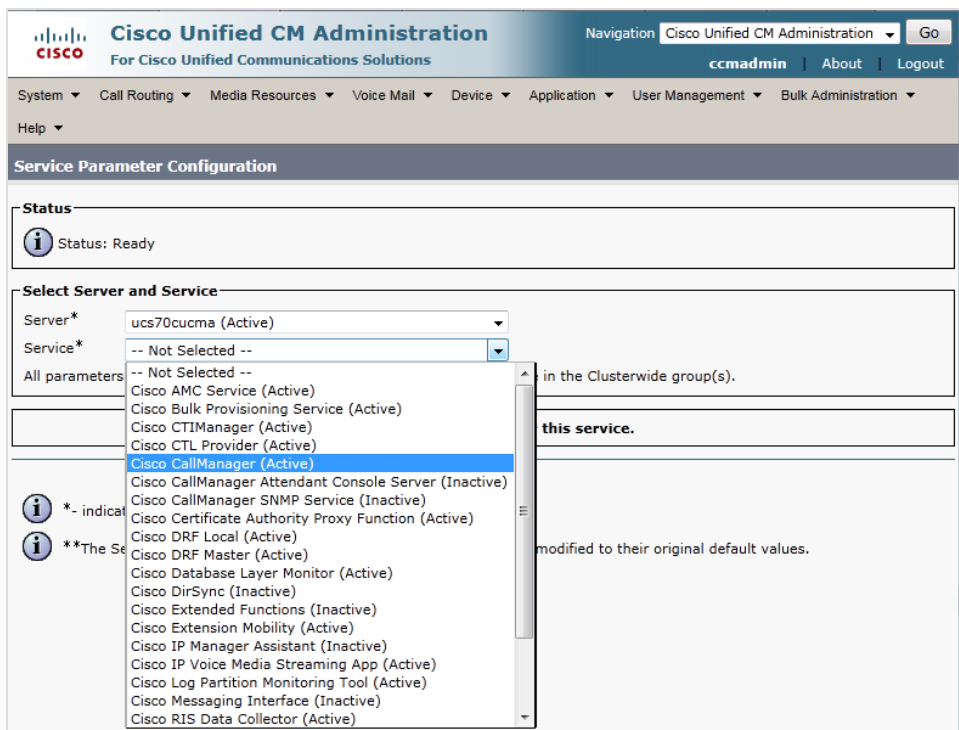 CISCO
Cisco Unified CM Administration
For Cisco Unified Communications Solutions
Navigation Cisco Unified CM Administration Go
ccmadmin | About | Logout
System Call Routing Media Resources Voice Mail Device Application User Management Bulk Administration
Help
Service Parameter Configuration
Status
Status: Ready
Select Server and Service
Server* ucs70cucma (Active)
Service* -- Not Selected --
All parameters in the Clusterwide group(s).
-- Not Selected --
Cisco AMC Service (Active)
Cisco Bulk Provisioning Service (Active)
Cisco CTIManager (Active)
this service.
Cisco CTL Provider (Active)
Cisco CallManager (Active)
Cisco CallManager Attendant Console Server (Inactive)
Cisco CallManager SNMP Service (Inactive)
*- indicat
Cisco Certificate Authority Proxy Function (Active)
Cisco DRF Local (Active)
**The Se modified to their original default values.
Cisco DRF Master (Active)
Cisco Database Layer Monitor (Active)
Cisco DirSync (Inactive)
Cisco Extended Functions (Inactive)
Cisco Extension Mobility (Active)
Cisco IP Manager Assistant (Inactive)
Cisco IP Voice Media Streaming App (Active)
Cisco Log Partition Monitoring Tool (Active)
Cisco Messaging Interface (Inactive)
Cisco RIS Data Collector (Active)